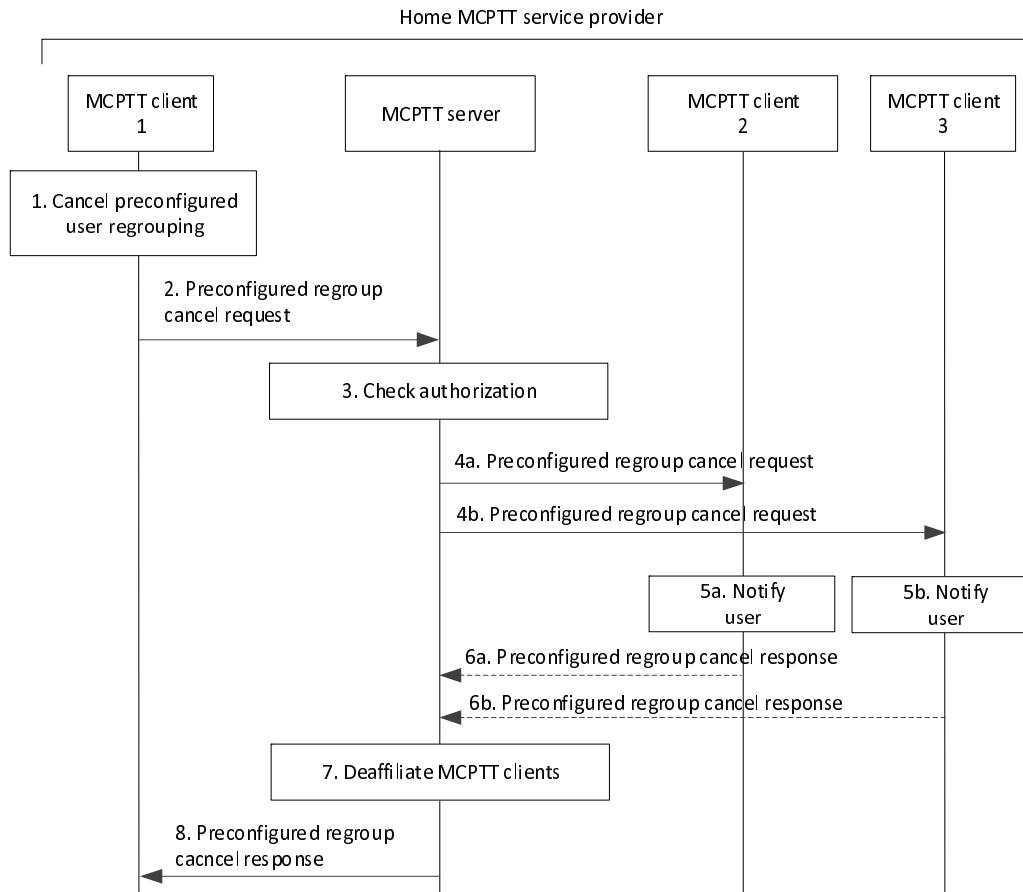 Home MCPTT service provider
MCPTT client
1
MCPTT server
MCPTT client
2
MCPTT client
3
1. Cancel preconfigured
user regrouping
2. Preconfigured regroup
cancel request
3. Check authorization
4a. Preconfigured regroup cancel request
4b. Preconfigured regroup cancel request
5a. Notify
user
5b. Notify
user
6a. Preconfigured regroup cancel response
6b. Preconfigured regroup cancel response
7. Deaffiliate MCPTT clients
8. Preconfigured regroup
cacncel response